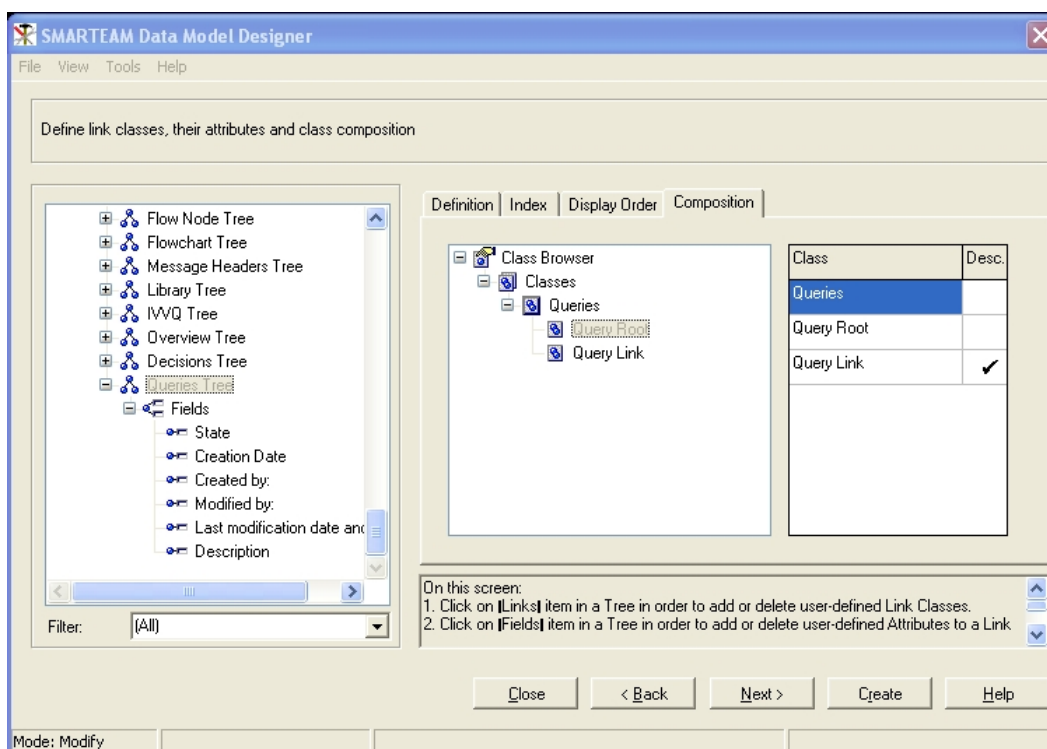 SMARTEAM Data Model Designer
File View Tools Help
Define link classes, their attributes and class composition
Flow Node Tree
Flowchart Tree
Message Headers Tree
Library Tree
IVVQ Tree
Overview Tree
Decisions Tree
Queries Tree
Fields
State
Creation Date
Created by:
Modified by:
Last modification date and
Description
Filter: (All)
Definition Index Display Order Composition
Class Browser
Classes
Queries
Query Root
Query Link
Class Desc.
Queries
Query Root
Query Link
On this screen:
1. Click on |Links| item in a Tree in order to add or delete user-defined Link Classes.
2. Click on |Fields| item in a Tree in order to add or delete user-defined Attributes to a Link
Close < Back Next > Create Help
Mode: Modify